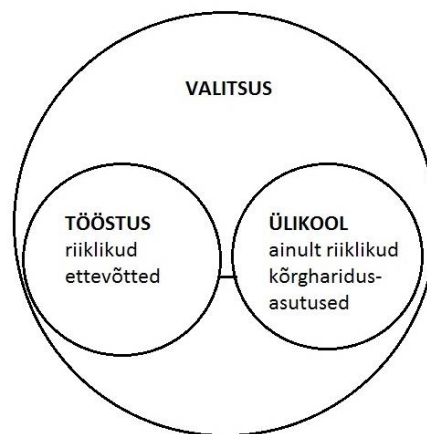 VALITSUS
TÖÖSTUS
riiklikud
ettevõtted
ÜLIKOOL
ainult riiklikud
kõrgharidus-
asutused